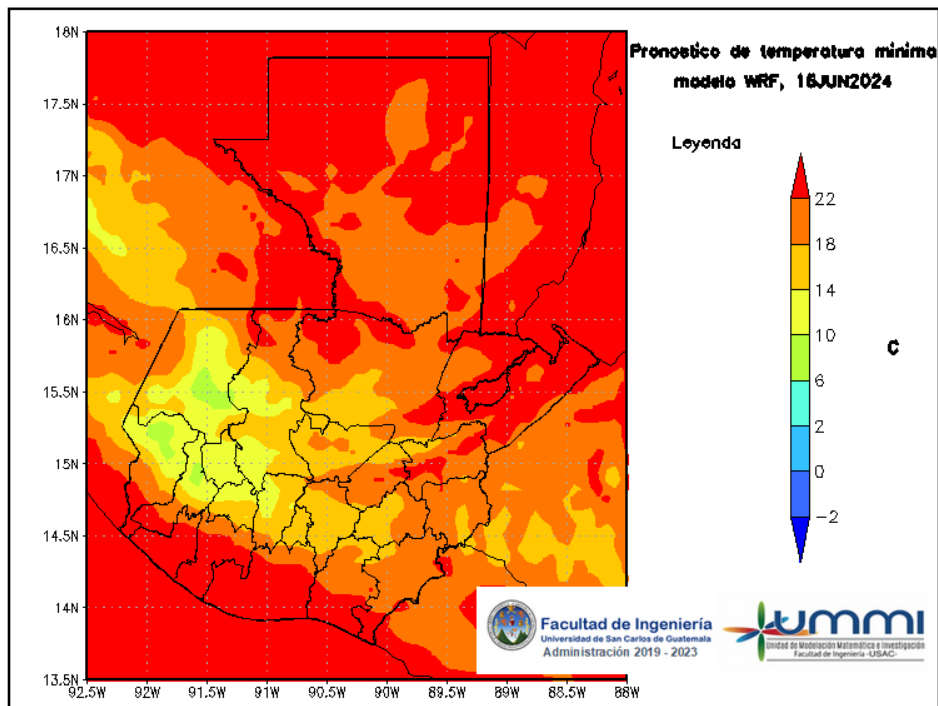 Pronostico de temperatura minima
modelo WRF, 16JUN2024
Leyenda
22
18
14
10
6
2
0
-2
C
18N
17.5N
17N
16.5N
16N
15.5N
15N
14.5N
14N
13.5N
92.5W 92W 91.5W 91W 90.5W 90W 89.5W 89W 88.5W 88W
Facultad de Ingeniería
Universidad de San Carlos de Guatemala
Administración 2019 - 2023
ummi
Unidad de Modelación Matemática e Investigación
Facultad de Ingeniería -USAC-